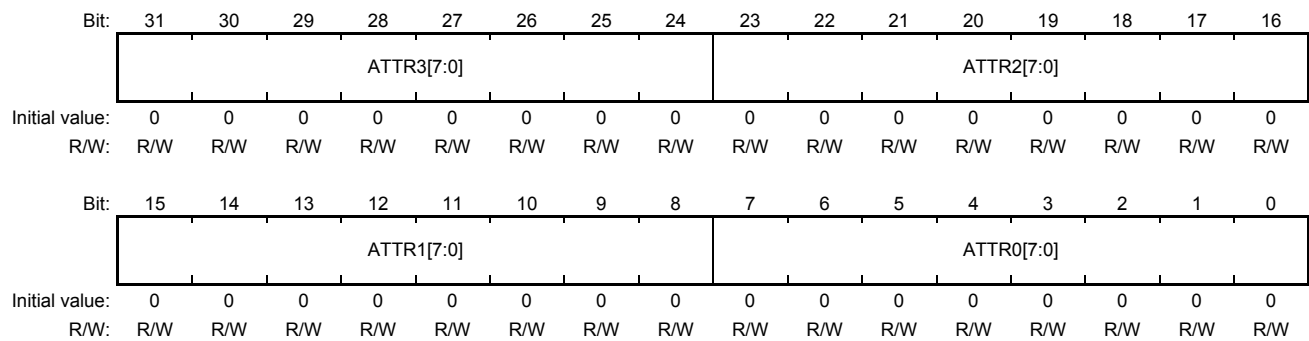 Bit: 31 30 29 28 27 26 25 24 23 22 21 20 19 18 17 16
ATTR3[7:0] ATTR2[7:0]
Initial value: 0 0 0 0 0 0 0 0 0 0 0 0 0 0 0 0
R/W: R/W R/W R/W R/W R/W R/W R/W R/W R/W R/W R/W R/W R/W R/W R/W R/W
Bit: 15 14 13 12 11 10 9 8 7 6 5 4 3 2 1 0
ATTR1[7:0] ATTR0[7:0]
Initial value: 0 0 0 0 0 0 0 0 0 0 0 0 0 0 0 0
R/W: R/W R/W R/W R/W R/W R/W R/W R/W R/W R/W R/W R/W R/W R/W R/W R/W